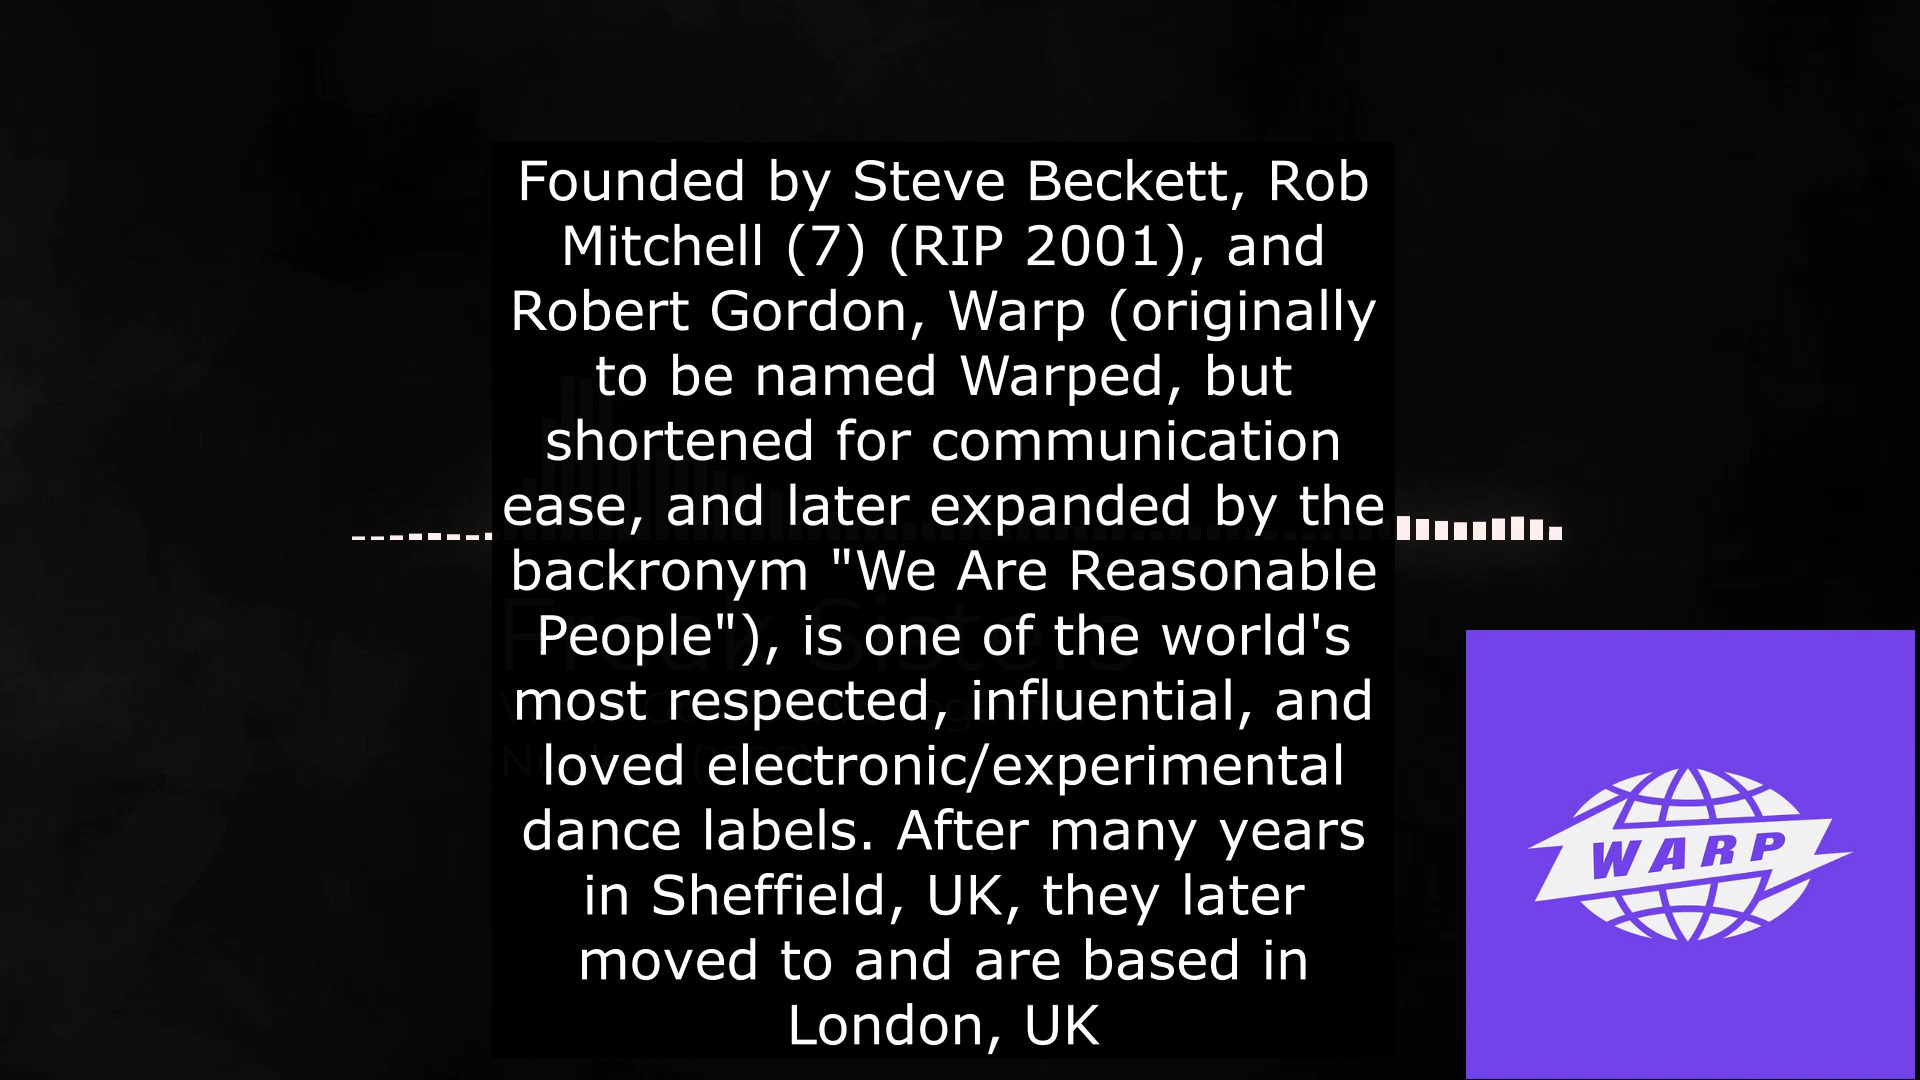 Founded by Steve Beckett, Rob
Mitchell (7) (RIP 2001), and
Robert Gordon, Warp (originally
to be named Warped, but
shortened for communication
ease, and later expanded by the
backronym "We Are Reasonable
People"), is one of the world's
most respected, influential, and
loved electronic/experimental
dance labels. After many years
in Sheffield, UK, they later
moved to and are based in
London, UK
WARP